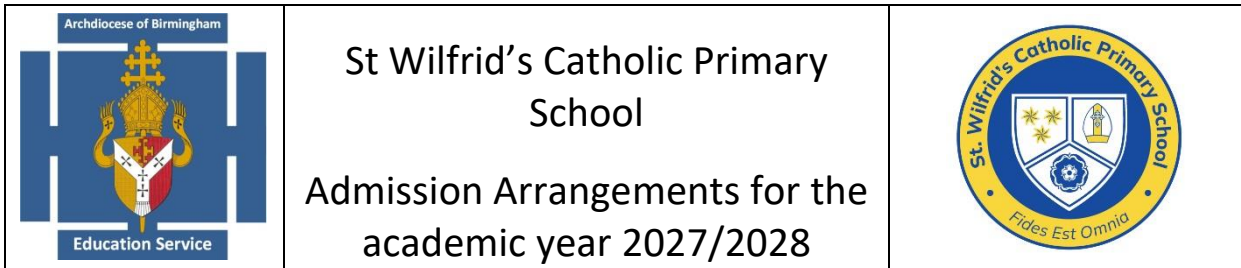 Archdiocese of Birmingham
Education Service
St Wilfrid’s Catholic Primary
School
Admission Arrangements for the
academic year 2027/2028
St. Wilfrid's Catholic Primary School
Fides Est Omnia